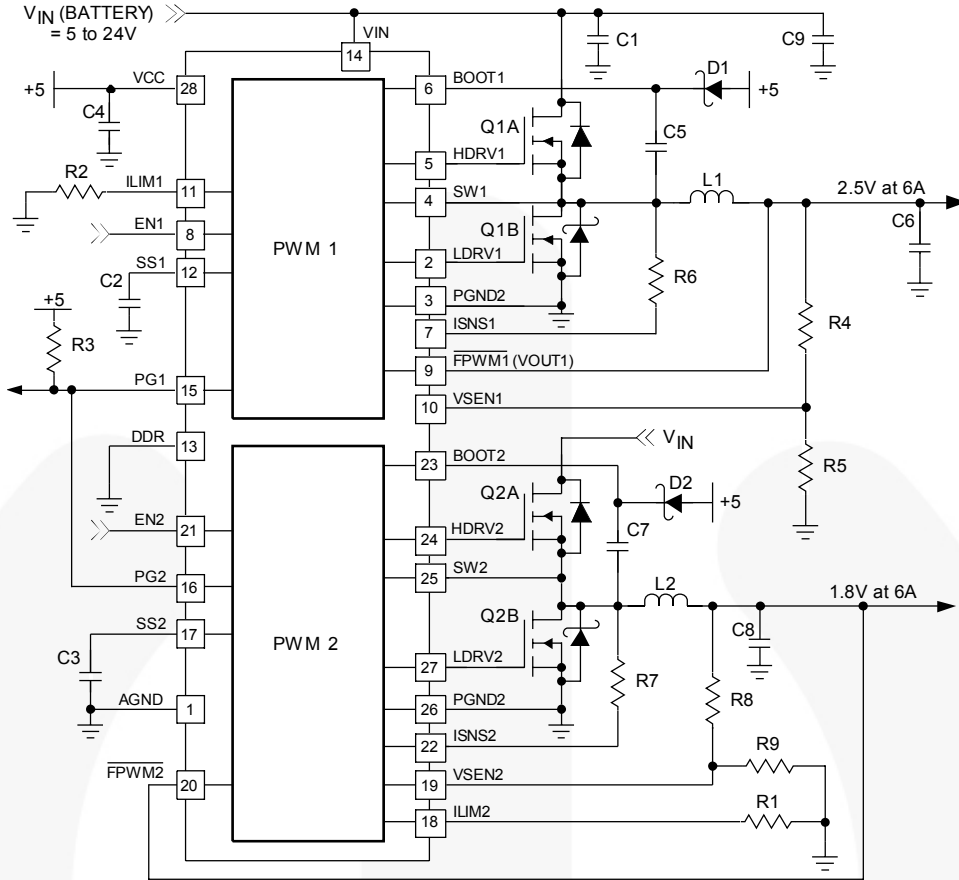 VIN (BATTERY)
= 5 to 24V
VIN
14
C1
C9
VCC
28
+5
C4
BOOT1
6
D1
+5
Q1A
C5
HDRV1
5
R2
ILIM1
11
SW1
4
L1
2.5V at 6A
C6
EN1
8
PWM 1
Q1B
SS1
12
LDRV1
2
C2
R6
PGND2
3
+5
R3
ISNS1
7
R4
FPWM1 (VOUT1)
9
PG1
15
VSEN1
10
DDR
13
VIN
BOOT2
23
R5
D2
+5
Q2A
EN2
21
HDRV2
24
C7
PG2
16
SW2
25
L2
1.8V at 6A
SS2
17
PWM 2
Q2B
C8
C3
LDRV2
27
R7
R8
AGND
1
PGND2
26
ISNS2
22
R9
FPWM2
20
VSEN2
19
R1
ILIM2
18